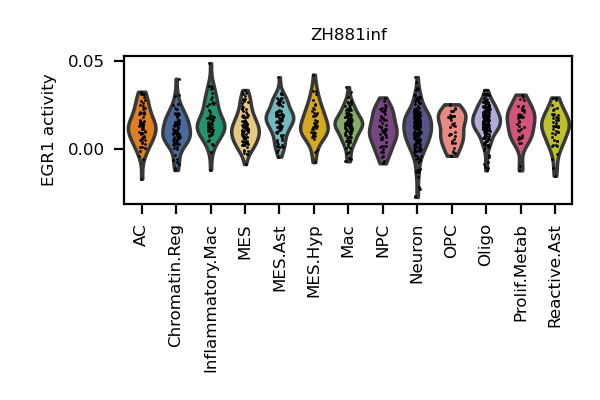 ZH881inf
0.05
0.00
EGR1 activity
AC
Chromatin.Reg
Inflammatory.Mac
MES
MES.Ast
MES.Hyp
Mac
NPC
Neuron
OPC
Oligo
Prolif.Metab
Reactive.Ast